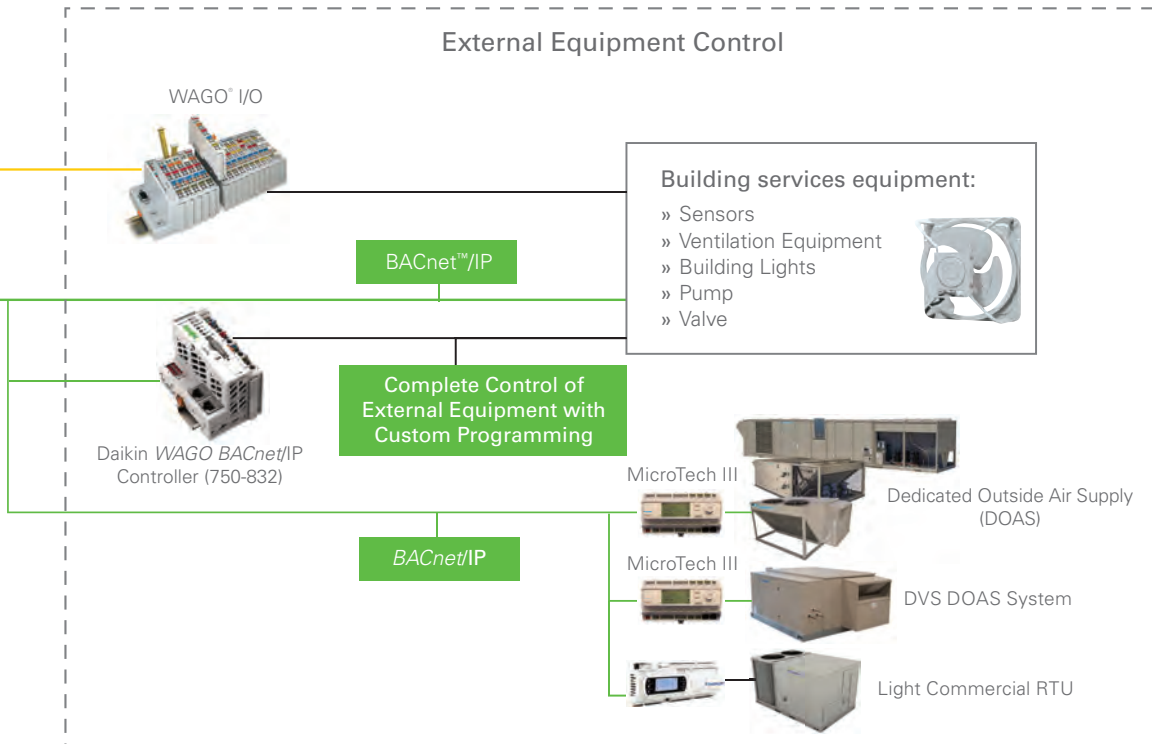 External Equipment Control
WAGO® I/O
Building services equipment:
» Sensors
» Ventilation Equipment
» Building Lights
» Pump
» Valve
BACnet™/IP
Complete Control of
External Equipment with
Custom Programming
Daikin WAGO BACnet/IP
Controller (750-832)
MicroTech III
Dedicated Outside Air Supply
(DOAS)
BACnet/IP
MicroTech III
DVS DOAS System
Light Commercial RTU